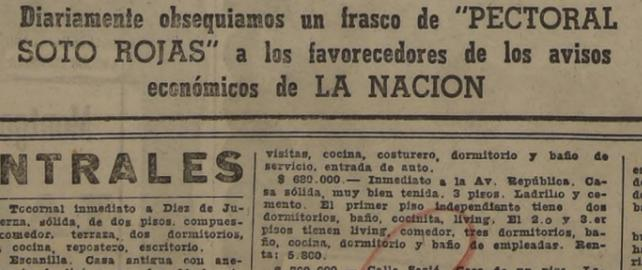 Diariamente obsequiamos un frasco de "PECTORAL
SOTO ROJAS" a los favorecedores de los avisos
económicos de LA NACION
NTRALES
Tocornal inmediato a Diez de Ju-
erna, sólida, de dos pisos, compues-
comedor, terraza, dos dormitorios,
cocina, repostero, escritorio.
Escanilla. Casa antigua con ane-
visitas, cocina, costurero, dormitorio y baño de
servicio, entrada de auto.
$ 680.000.— Inmediato a la Av. República. Ca-
sa sólida, muy bien tenida. 3 pisos. Ladrillo y ce-
mento. El primer piso independiente tiene dos
dormitorios, baño, cocinita, living. El 2.o y 3.er
pisos tienen living, comedor, tres dormitorios, ba-
ño, cocina, dormitorio y baño de empleadas. Ren-
ta: 5.800.